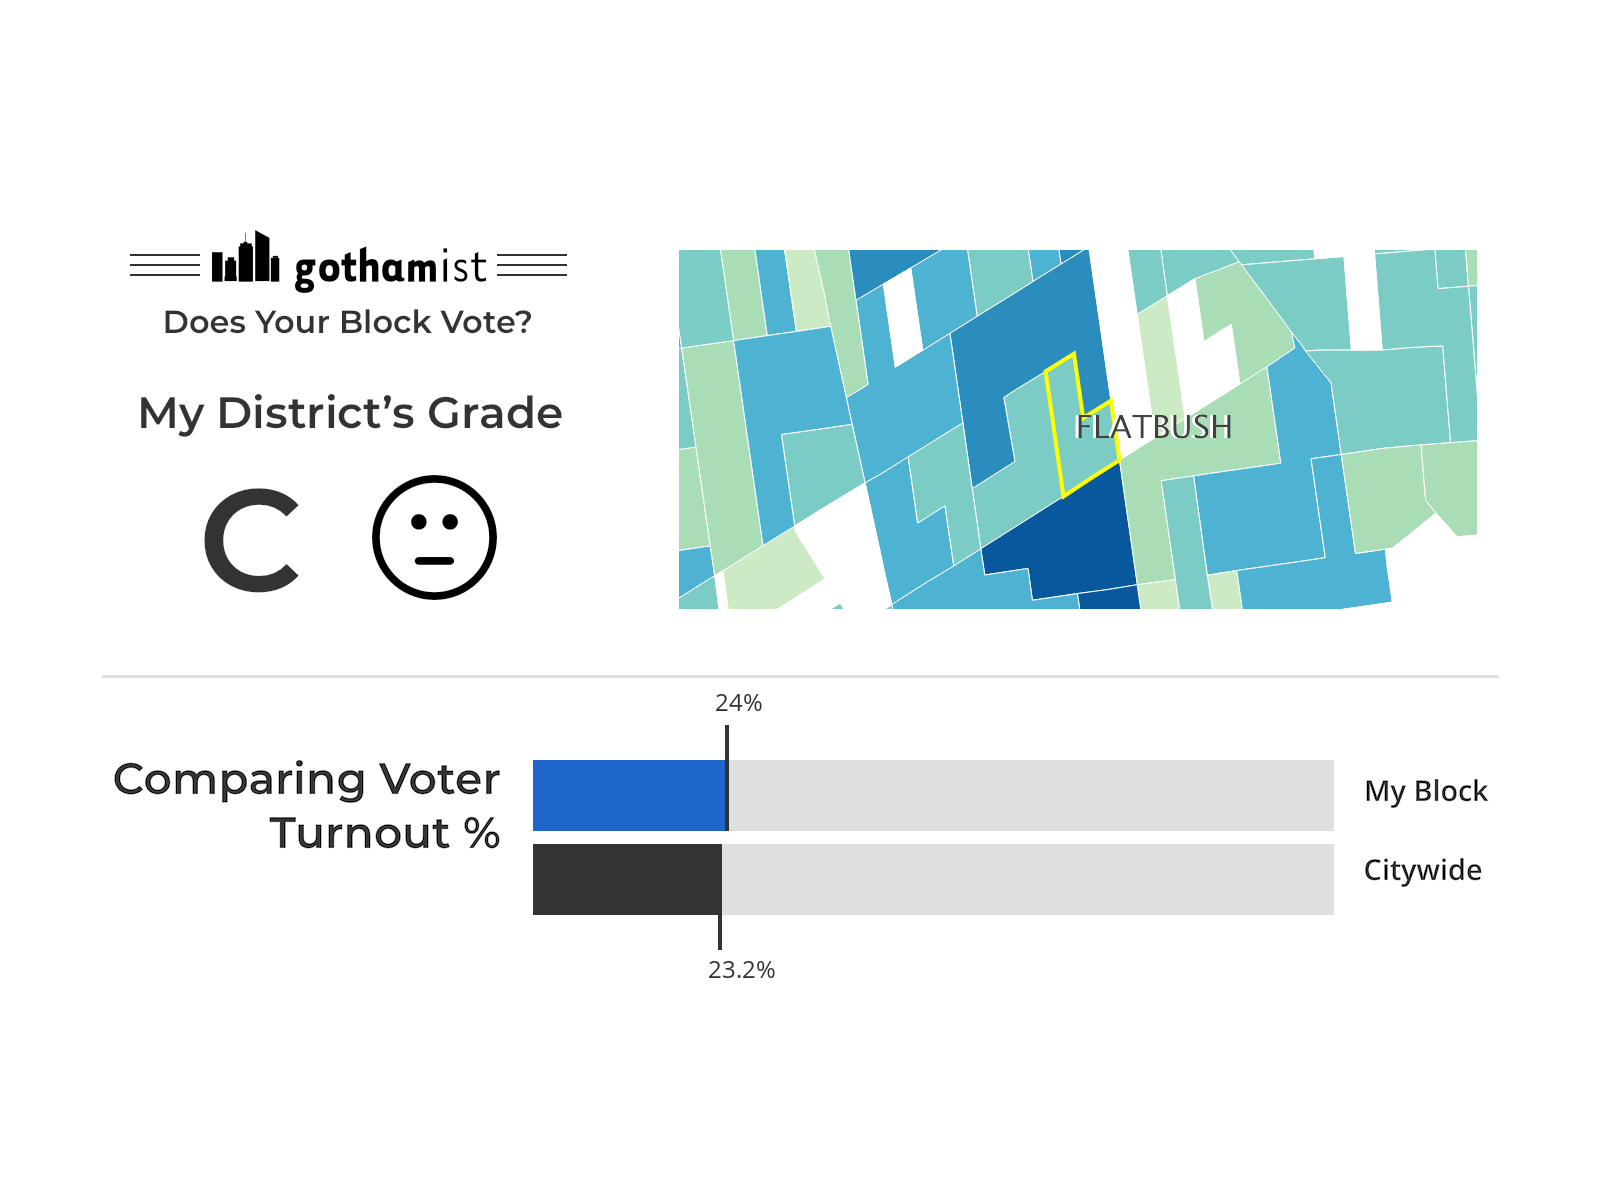 gothamist
Does Your Block Vote?
My District’s Grade
C
FLATBUSH
24%
Comparing Voter
Turnout %
My Block
Citywide
23.2%